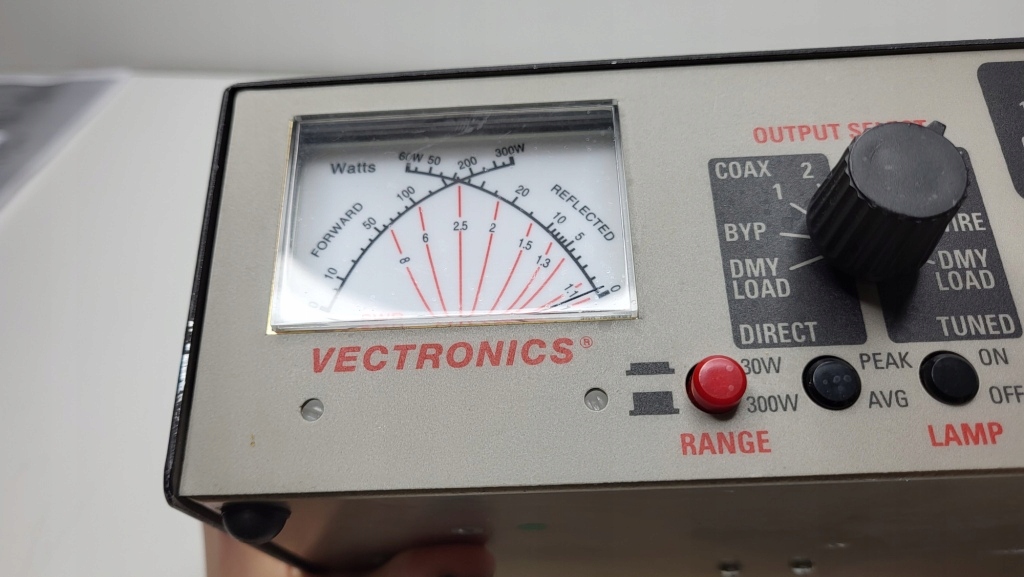 Watts
60W 50 200 300W
FORWARD
10 50 100
REFLECTED
20 10 5 0
8 6 2.5 2 1.5 1.3 1.1
VECTRONICS®
OUTPUT
COAX 2
1
BYP
DMY
LOAD
DIRECT
DMY
LOAD
TUNED
30W
300W
RANGE
PEAK
AVG
ON
OFF
LAMP